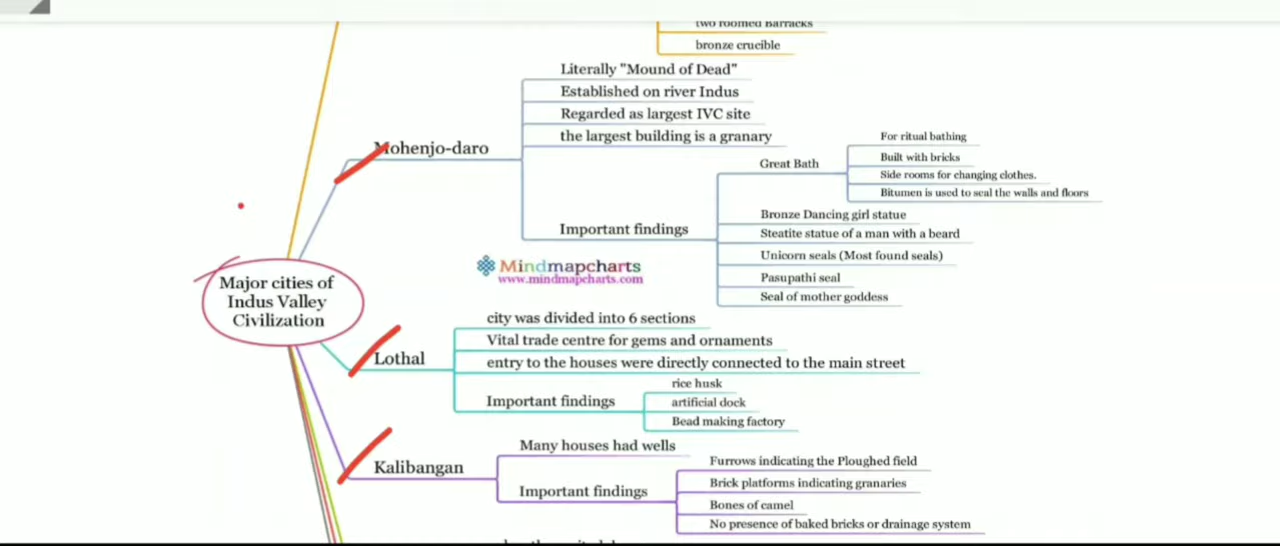 two roomed Barracks
bronze crucible
Literally "Mound of Dead"
Established on river Indus
Regarded as largest IVC site
the largest building is a granary
Mohenjo-daro
For ritual bathing
Built with bricks
Great Bath
Side rooms for changing clothes.
Bitumen is used to seal the walls and floors
Important findings
Bronze Dancing girl statue
Steatite statue of a man with a beard
Unicorn seals (Most found seals)
Pasupathi seal
Seal of mother goddess
Mindmapcharts
www.mindmapcharts.com
Major cities of
Indus Valley
Civilization
Lothal
city was divided into 6 sections
Vital trade centre for gems and ornaments
entry to the houses were directly connected to the main street
Important findings
rice husk
artificial dock
Bead making factory
Kalibangan
Many houses had wells
Important findings
Furrows indicating the Ploughed field
Brick platforms indicating granaries
Bones of camel
No presence of baked bricks or drainage system